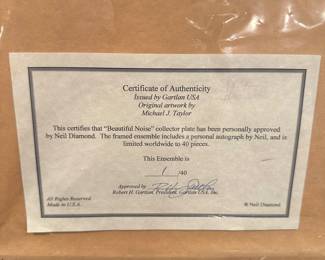 Certificate of Authenticity
Issued by Gartlan USA
Original artwork by
Michael J. Taylor
This certifies that "Beautiful Noise" collector plate has been personally approved
by Neil Diamond. The framed ensemble includes a personal autograph by Neil, and is
limited worldwide to 40 pieces.
This Ensemble is
1 /40
Approved by
Robert H. Gartlan, President, Gartlan USA, Inc.
All Rights Reserved
Made in U.S.A.
® Neil Diamond